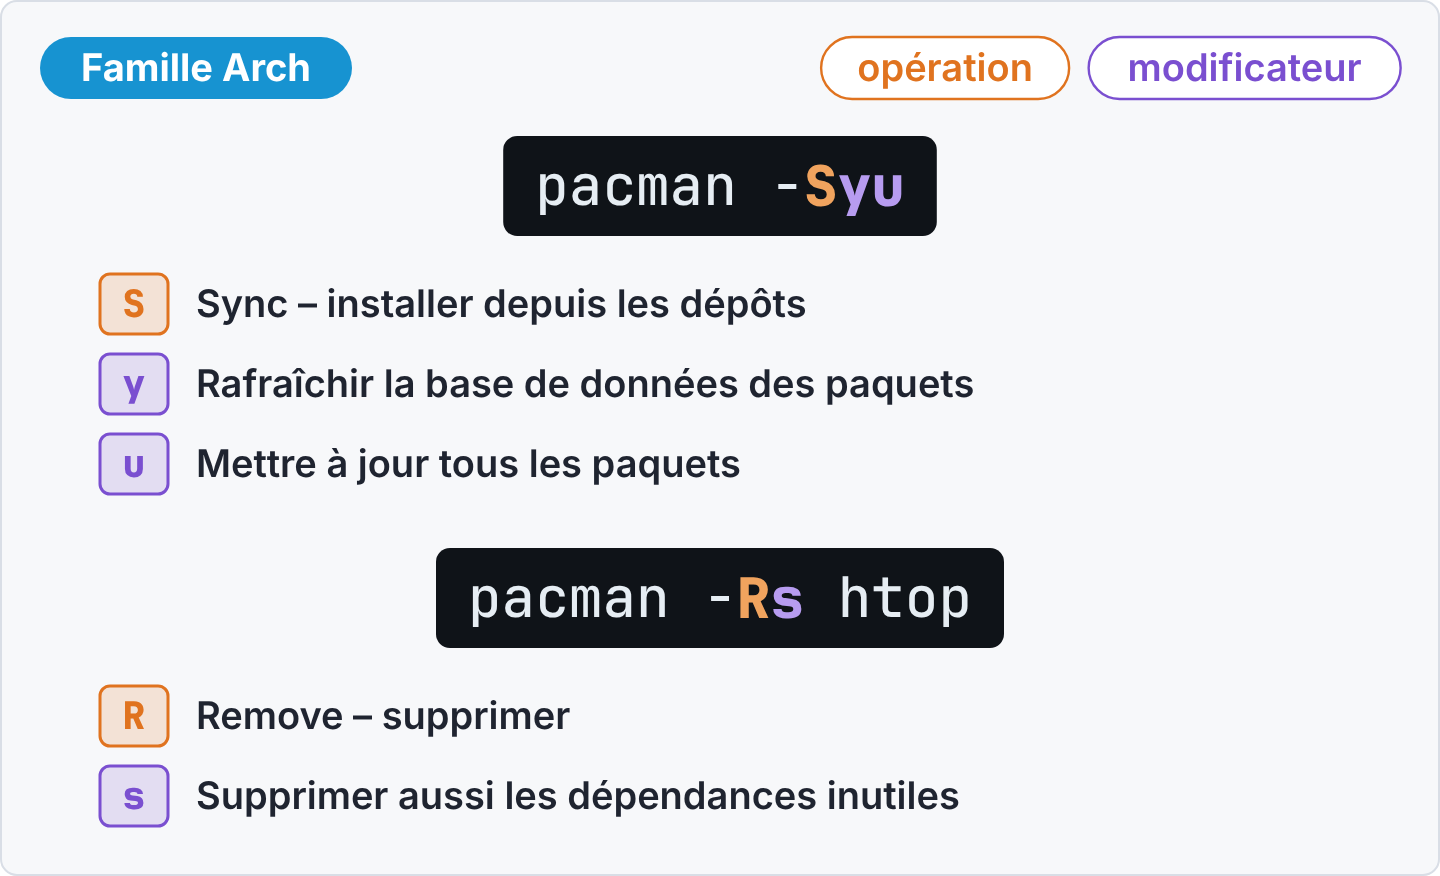 Famille Arch
opération
modificateur
pacman -Syu
S Sync – installer depuis les dépôts
y Rafraîchir la base de données des paquets
u Mettre à jour tous les paquets
pacman -Rs htop
R Remove – supprimer
s Supprimer aussi les dépendances inutiles